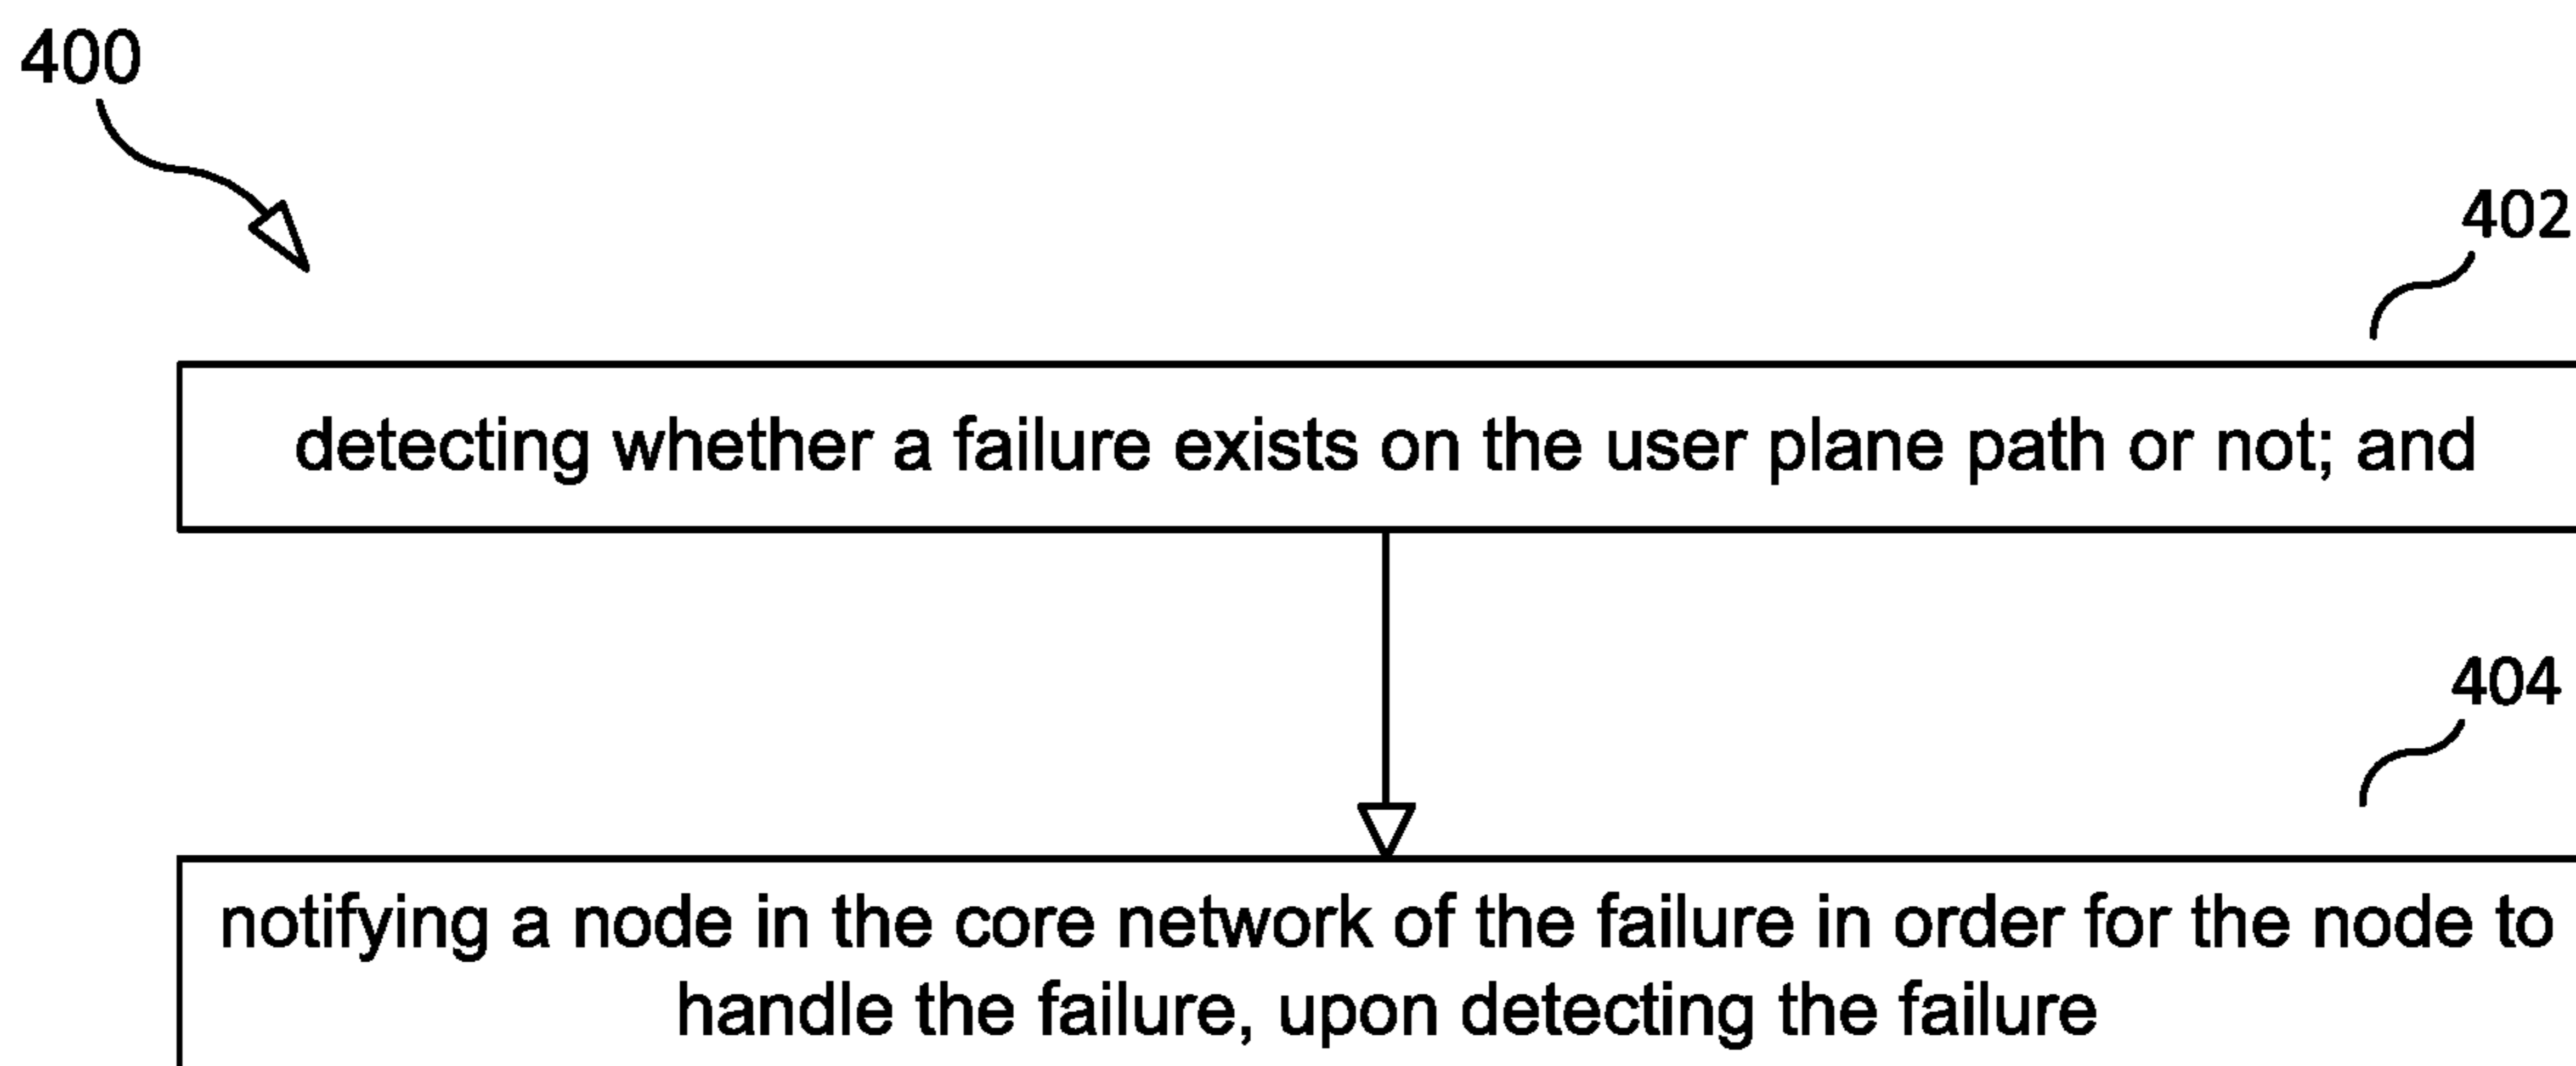 400
402
detecting whether a failure exists on the user plane path or not; and
404
notifying a node in the core network of the failure in order for the node to
handle the failure, upon detecting the failure